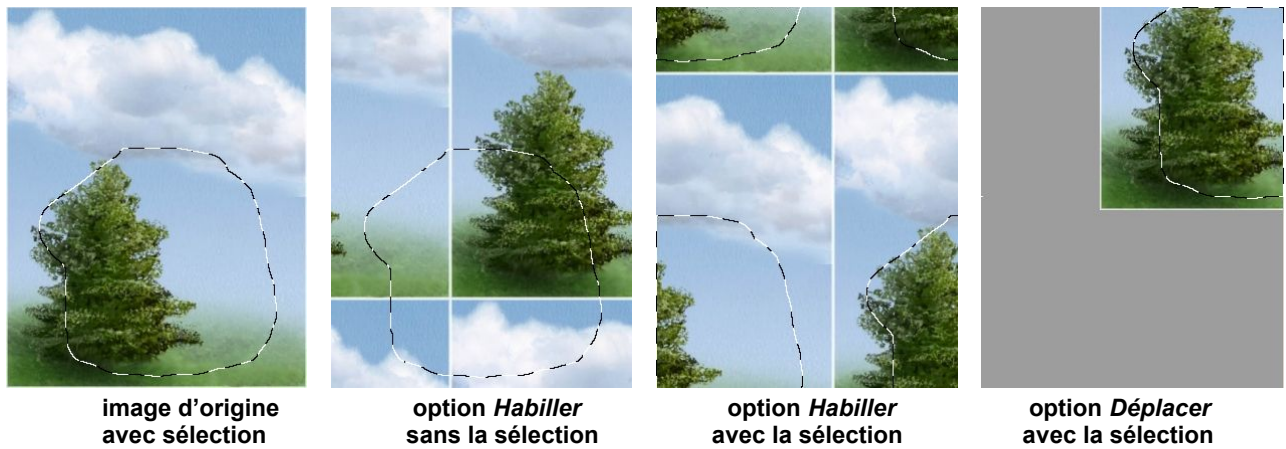 image d’origine
avec sélection
option Habiller
sans la sélection
option Habiller
avec la sélection
option Déplacer
avec la sélection